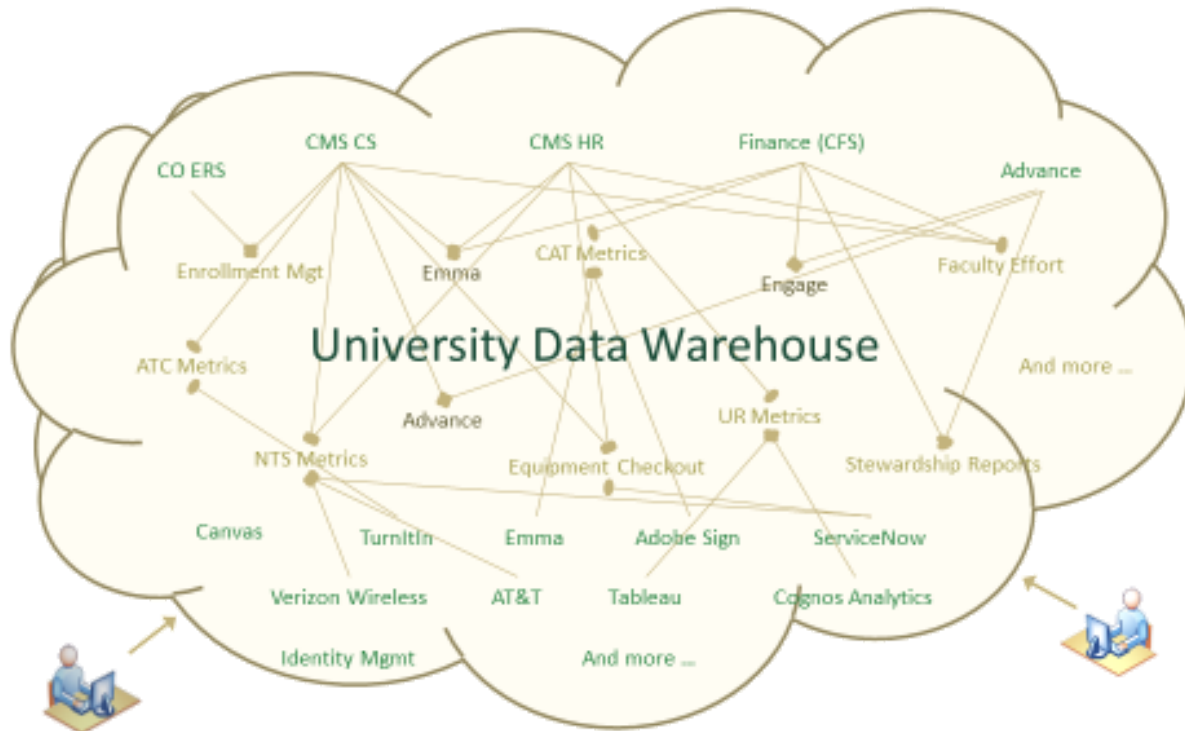 CMS CS
CMS HR
Finance (CFS)
CO ERS
Advance
Enrollment Mgt
Emma
CAT Metrics
Engage
Faculty Effort
University Data Warehouse
ATC Metrics
And more ...
Advance
UR Metrics
NTS Metrics
Equipment Checkout
Stewardship Reports
Canvas
TurnItIn
Emma
Adobe Sign
ServiceNow
Verizon Wireless
AT&T
Tableau
Cognos Analytics
Identity Mgmt
And more ...